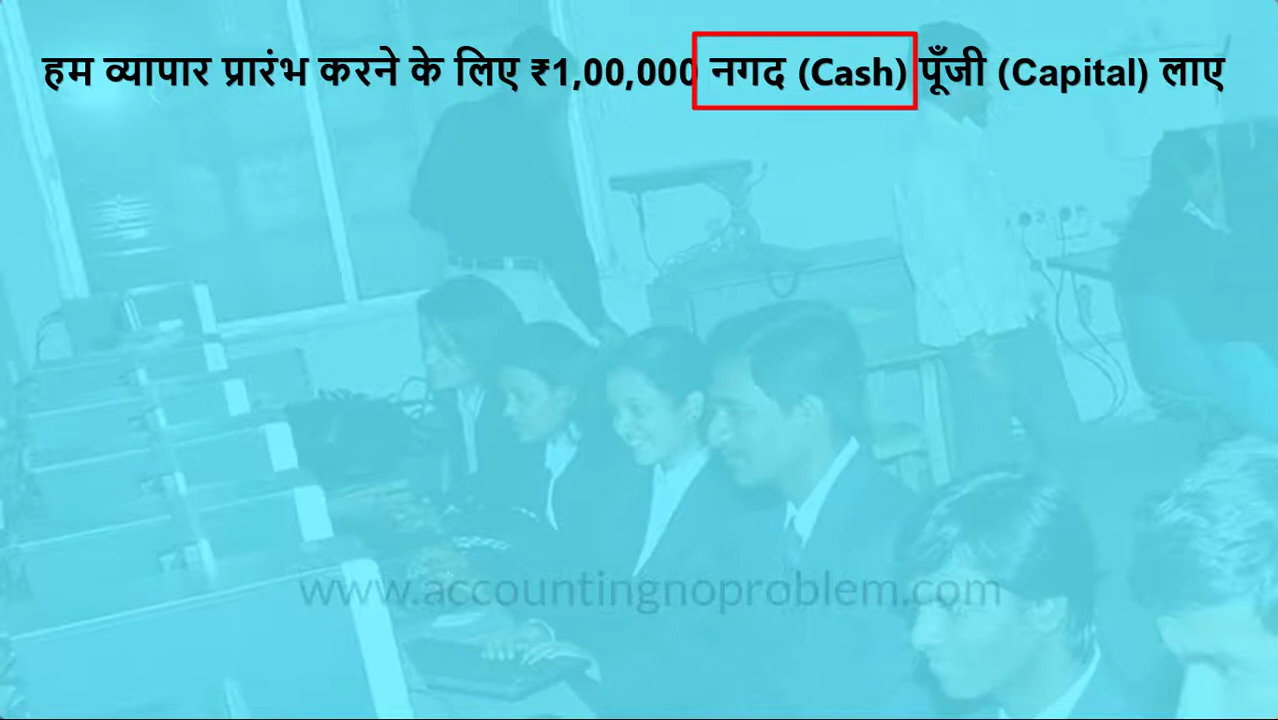 हम व्यापार प्रारंभ करने के लिए ₹1,00,000 नगद (Cash) पूँजी (Capital) लाए
www.accountingnoproblem.com